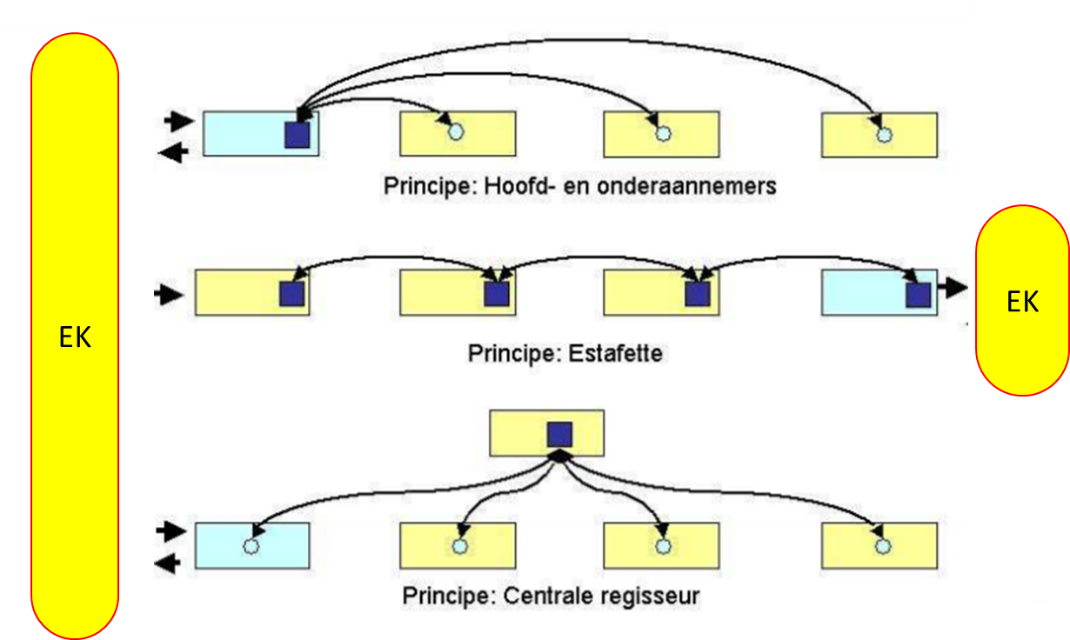 Principe: Hoofd- en onderaannemers
EK
Principe: Estafette
EK
Principe: Centrale regisseur